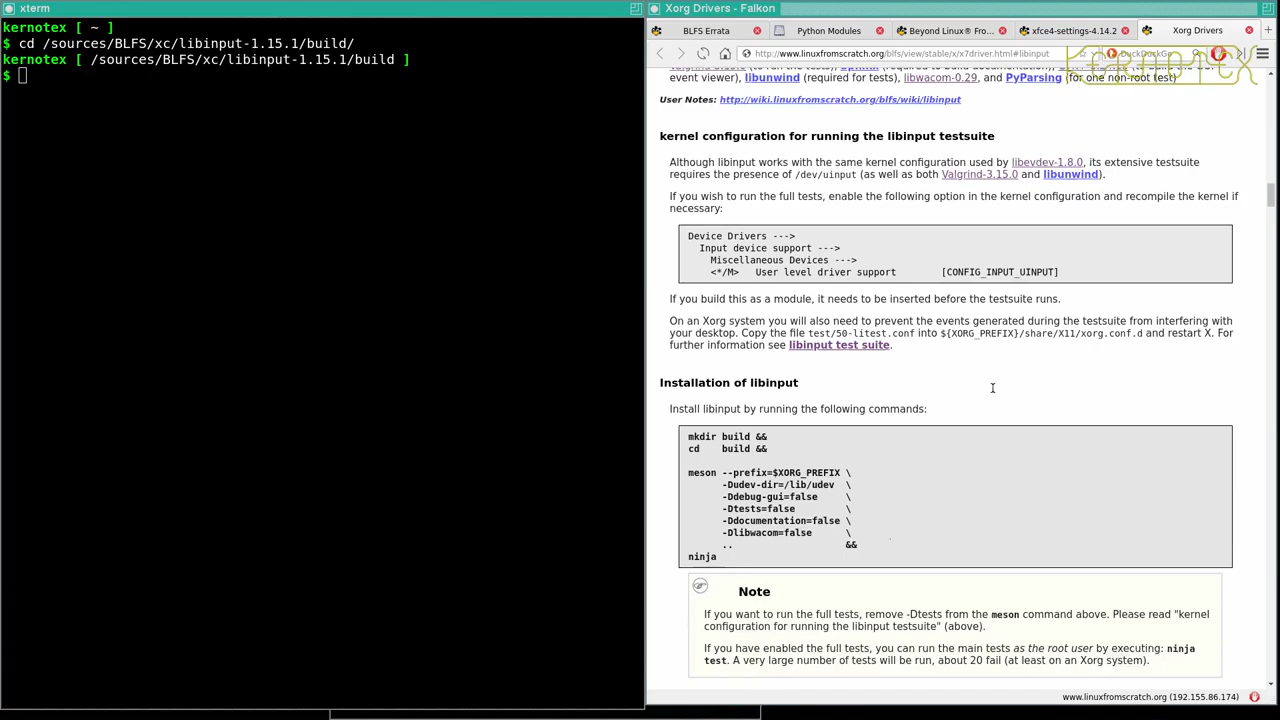 xterm
kernotex [ ~ ]
$ cd /sources/BLFS/xc/libinput-1.15.1/build/
kernotex [ /sources/BLFS/xc/libinput-1.15.1/build ]
$
Xorg Drivers - Falkon
BLFS Errata
Python Modules
Beyond Linux® Fro...
xfce4-settings-4.14.2
Xorg Drivers
http://www.linuxfromscratch.org/blfs/view/stable/x/x7driver.html#libinput
DuckDuckGo
KERNOTEX
event viewer), libunwind (required for tests), libwacom-0.29, and PyParsing (for one non-root test)
User Notes: http://wiki.linuxfromscratch.org/blfs/wiki/libinput
kernel configuration for running the libinput testsuite
Although libinput works with the same kernel configuration used by libevdev-1.8.0, its extensive testsuite
requires the presence of /dev/uinput (as well as both Valgrind-3.15.0 and libunwind).
If you wish to run the full tests, enable the following option in the kernel configuration and recompile the kernel if
necessary:
Device Drivers --->
Input device support --->
Miscellaneous Devices --->
<*/M> User level driver support [CONFIG_INPUT_UINPUT]
If you build this as a module, it needs to be inserted before the testsuite runs.
On an Xorg system you will also need to prevent the events generated during the testsuite from interfering with
your desktop. Copy the file test/50-litest.conf into ${XORG_PREFIX}/share/X11/xorg.conf.d and restart X. For
further information see libinput test suite.
Installation of libinput
Install libinput by running the following commands:
mkdir build &&
cd build &&
meson --prefix=$XORG_PREFIX \
-Dudev-dir=/lib/udev \
-Ddebug-gui=false \
-Dtests=false \
-Ddocumentation=false \
-Dlibwacom=false \
.. &&
ninja
Note
If you want to run the full tests, remove -Dtests from the meson command above. Please read "kernel
configuration for running the libinput testsuite" (above).
If you have enabled the full tests, you can run the main tests as the root user by executing: ninja
test. A very large number of tests will be run, about 20 fail (at least on an Xorg system).
www.linuxfromscratch.org (192.155.86.174)